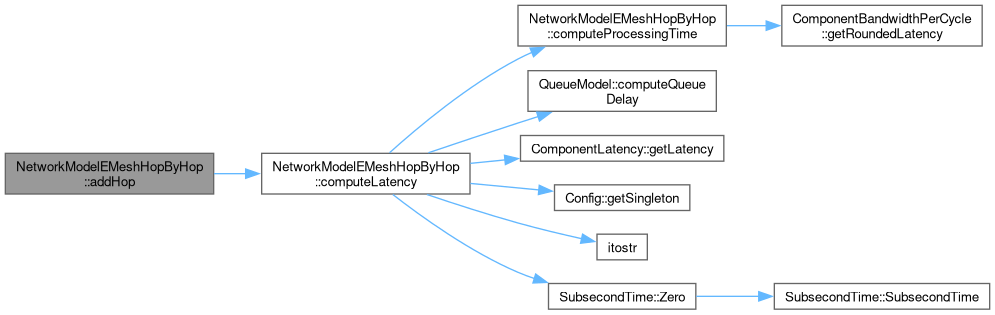 NetworkModelEMeshHopByHop
::addHop
NetworkModelEMeshHopByHop
::computeLatency
NetworkModelEMeshHopByHop
::computeProcessingTime
ComponentBandwidthPerCycle
::getRoundedLatency
QueueModel::computeQueue
Delay
ComponentLatency::getLatency
Config::getSingleton
itostr
SubsecondTime::Zero
SubsecondTime::SubsecondTime